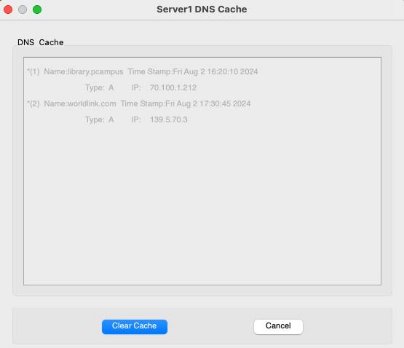 Server1 DNS Cache
DNS Cache
*(1) Name:library.pcampus Time Stamp:Fri Aug 2 16:20:10 2024
Type: A IP: 70.100.1.212
*(2) Name:worldlink.com Time Stamp:Fri Aug 2 17:30:45 2024
Type: A IP: 139.5.70.3
Clear Cache
Cancel